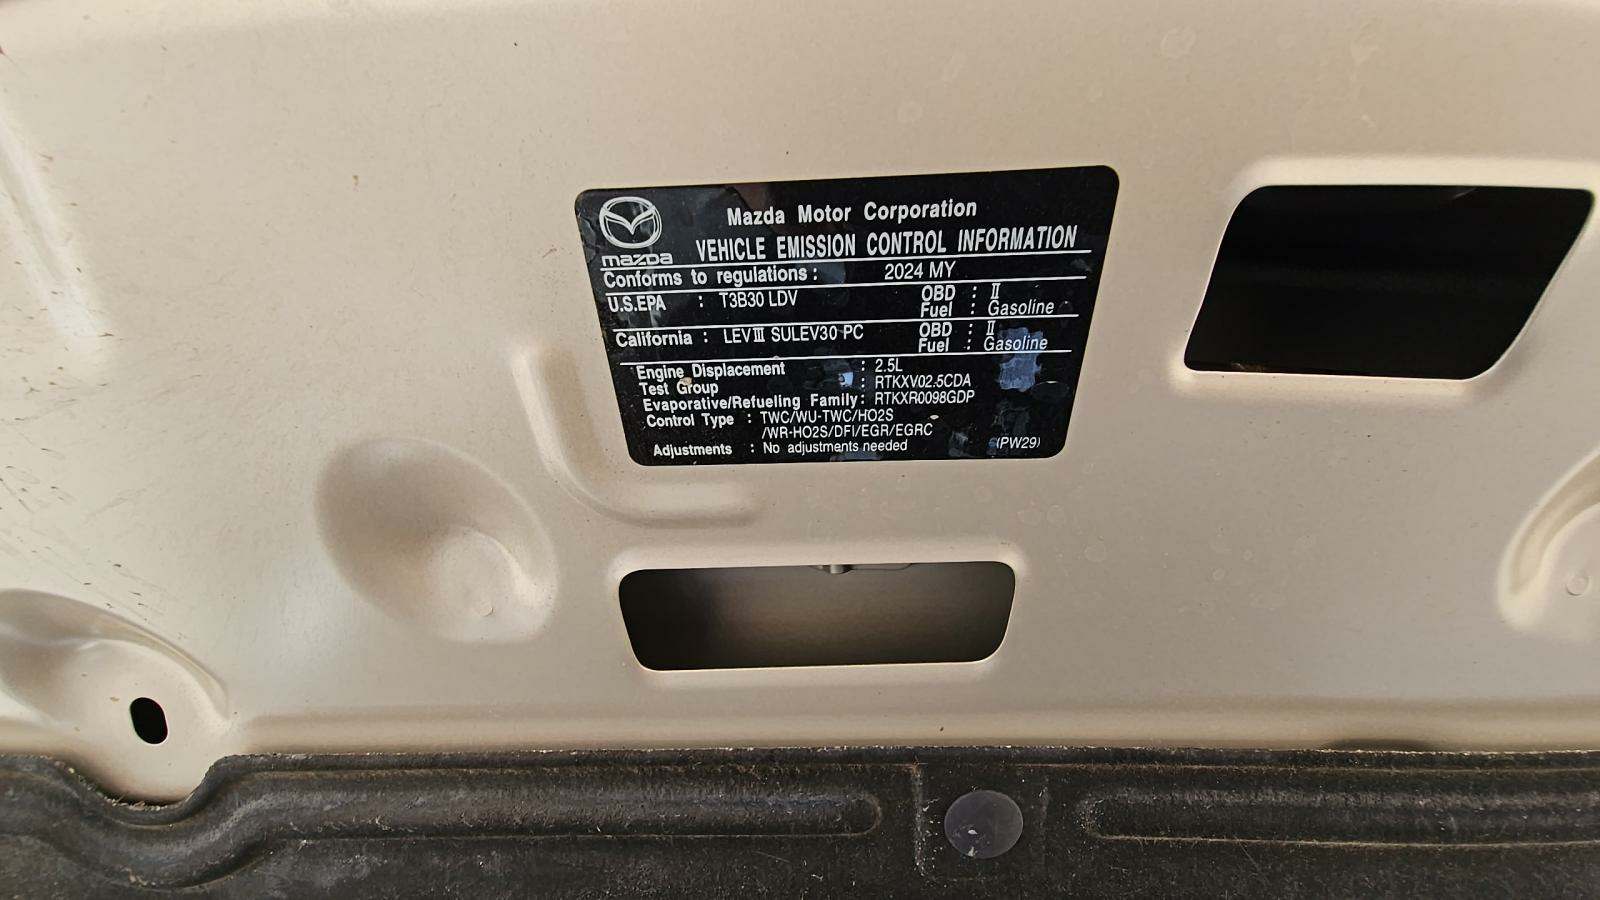 mazda
Mazda Motor Corporation
VEHICLE EMISSION CONTROL INFORMATION
Conforms to regulations : 2024 MY
U.S.EPA : T3B30 LDV OBD : Ⅱ
Fuel : Gasoline
California : LEVⅢ SULEV30 PC OBD : Ⅱ
Fuel : Gasoline
Engine Displacement : 2.5L
Test Group : RTKXV02.5CDA
Evaporative/Refueling Family : RTKXR0098GDP
Control Type : TWC/WU-TWC/HO2S
/WR-HO2S/DFI/EGR/EGRC
Adjustments : No adjustments needed (PW29)